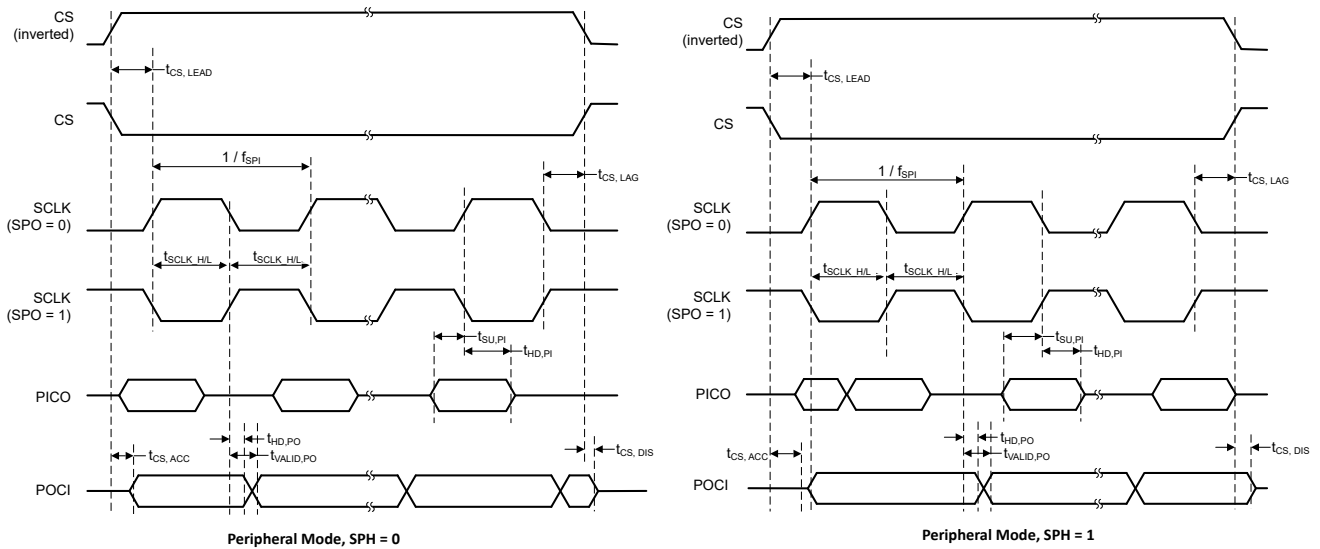 CS
(inverted)
tCS, LEAD
CS
1 / fSPI
tCS, LAG
SCLK
(SPO = 0)
tSCLK_H/L
tSCLK_H/L
SCLK
(SPO = 1)
tSU,PI
tHD,PI
PICO
tHD,PO
tVALID,PO
tCS, ACC
tCS, DIS
POCI
Peripheral Mode, SPH = 0
CS
(inverted)
tCS, LEAD
CS
1 / fSPI
tCS, LAG
SCLK
(SPO = 0)
tSCLK_H/L
tSCLK_H/L
SCLK
(SPO = 1)
tSU,PI
tHD,PI
PICO
tHD,PO
tVALID,PO
tCS, ACC
tCS, DIS
POCI
Peripheral Mode, SPH = 1